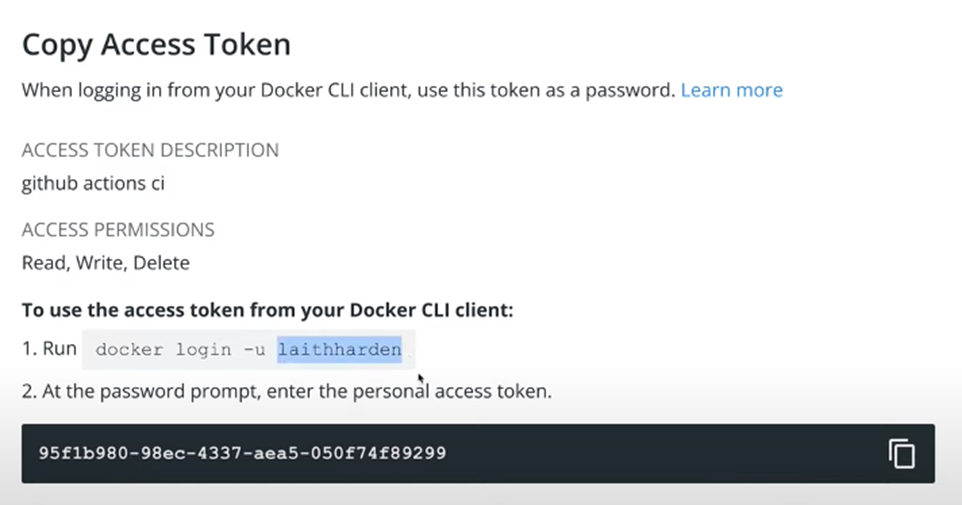 Copy Access Token
When logging in from your Docker CLI client, use this token as a password. Learn more
ACCESS TOKEN DESCRIPTION
github actions ci
ACCESS PERMISSIONS
Read, Write, Delete
To use the access token from your Docker CLI client:
1. Run docker login -u laithharden
2. At the password prompt, enter the personal access token.
95f1b980-98ec-4337-aea5-050f74f89299